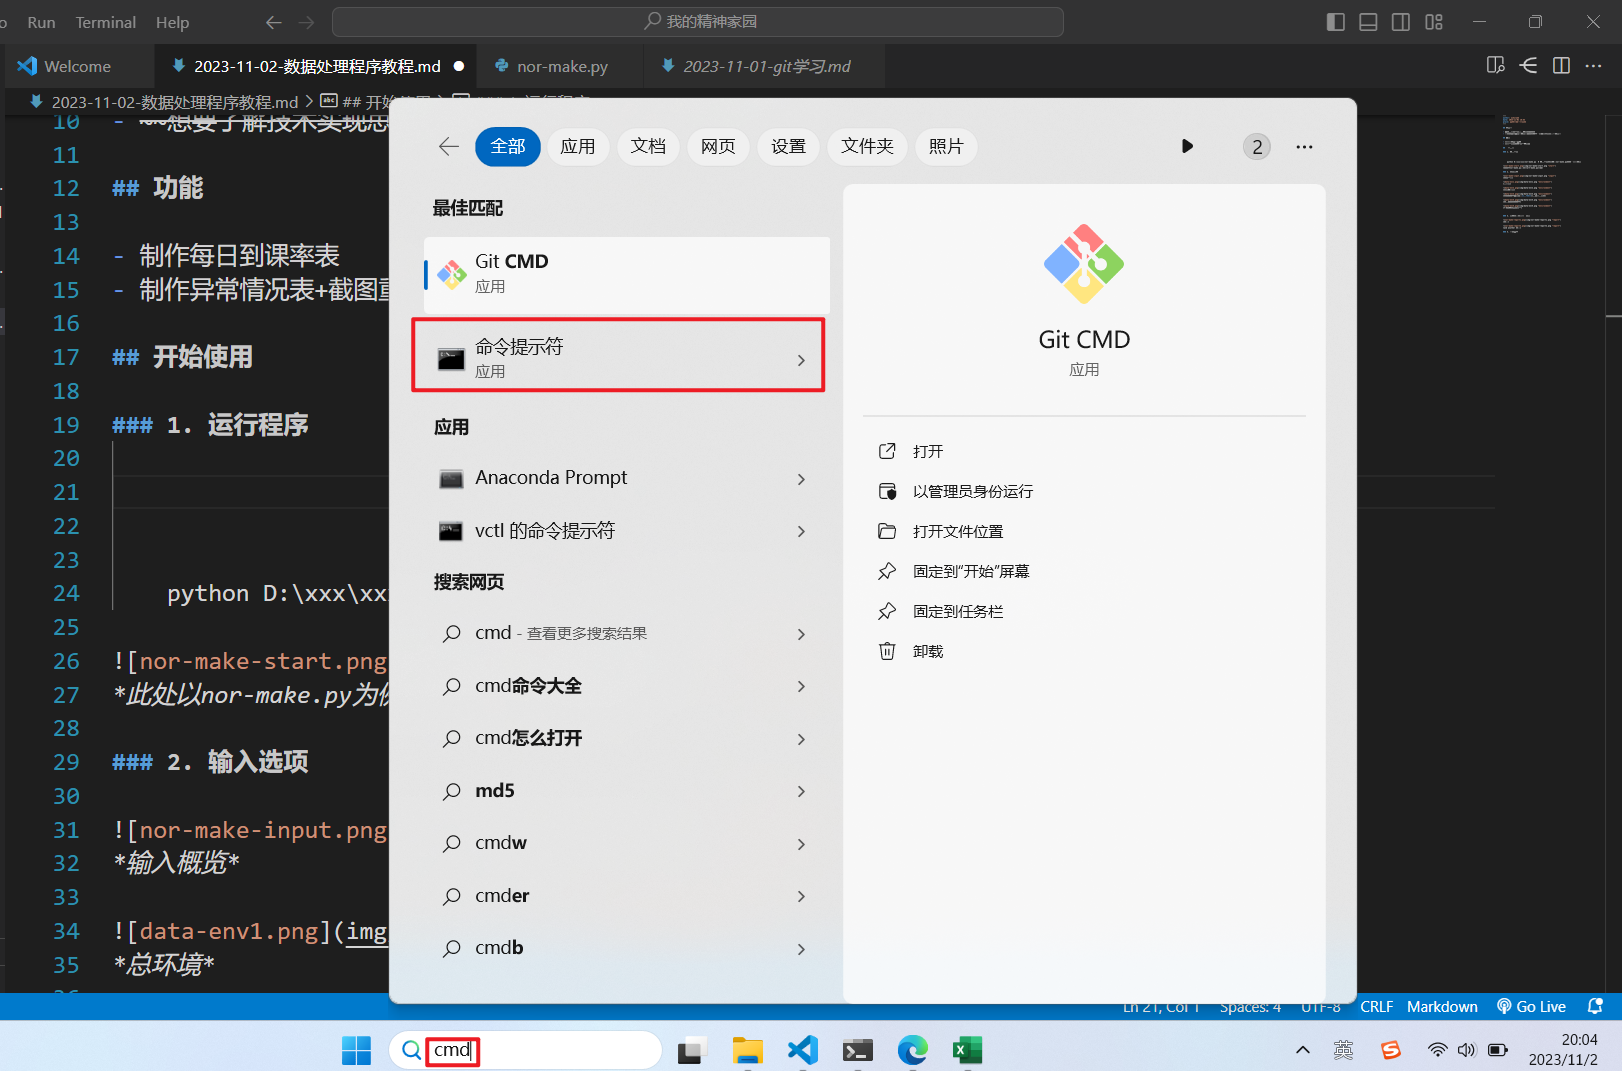 Run Terminal Help
我的精神家园
Welcome
2023-11-02-数据处理程序教程.md
nor-make.py
2023-11-01-git学习.md
2023-11-02-数据处理程序教程.md > ## 开始
10 - ~~想要了解技术实现思
11
12 ## 功能
13
14 - 制作每日到课率表
15 - 制作异常情况表+截图重
16
17 ## 开始使用
18
19 ### 1. 运行程序
20
21
22
23
24 python D:\xxx\xx
25
26 ![nor-make-start.png
27 *此处以nor-make.py为例
28
29 ### 2. 输入选项
30
31 ![nor-make-input.png
32 *输入概览*
33
34 ![data-env1.png](img
35 *总环境*
全部 应用 文档 网页 设置 文件夹 照片
2
最佳匹配
Git CMD
应用
命令提示符
应用
应用
Anaconda Prompt
vctl 的命令提示符
搜索网页
cmd - 查看更多搜索结果
cmd命令大全
cmd怎么打开
md5
cmdw
cmder
cmdb
Git CMD
应用
打开
以管理员身份运行
打开文件位置
固定到“开始”屏幕
固定到任务栏
卸载
Ln 21, Col 1 Spaces: 4 UTF-8 CRLF Markdown Go Live
cmd
英
20:04
2023/11/2